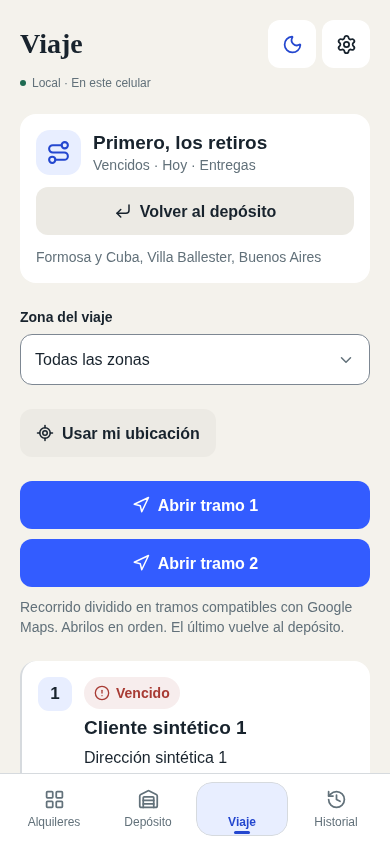 Viaje
Local · En este celular
Primero, los retiros
Vencidos · Hoy · Entregas
Volver al depósito
Formosa y Cuba, Villa Ballester, Buenos Aires
Zona del viaje
Todas las zonas
Usar mi ubicación
Abrir tramo 1
Abrir tramo 2
Recorrido dividido en tramos compatibles con Google
Maps. Abrilos en orden. El último vuelve al depósito.
1
Vencido
Cliente sintético 1
Dirección sintética 1
Alquileres
Depósito
Viaje
Historial